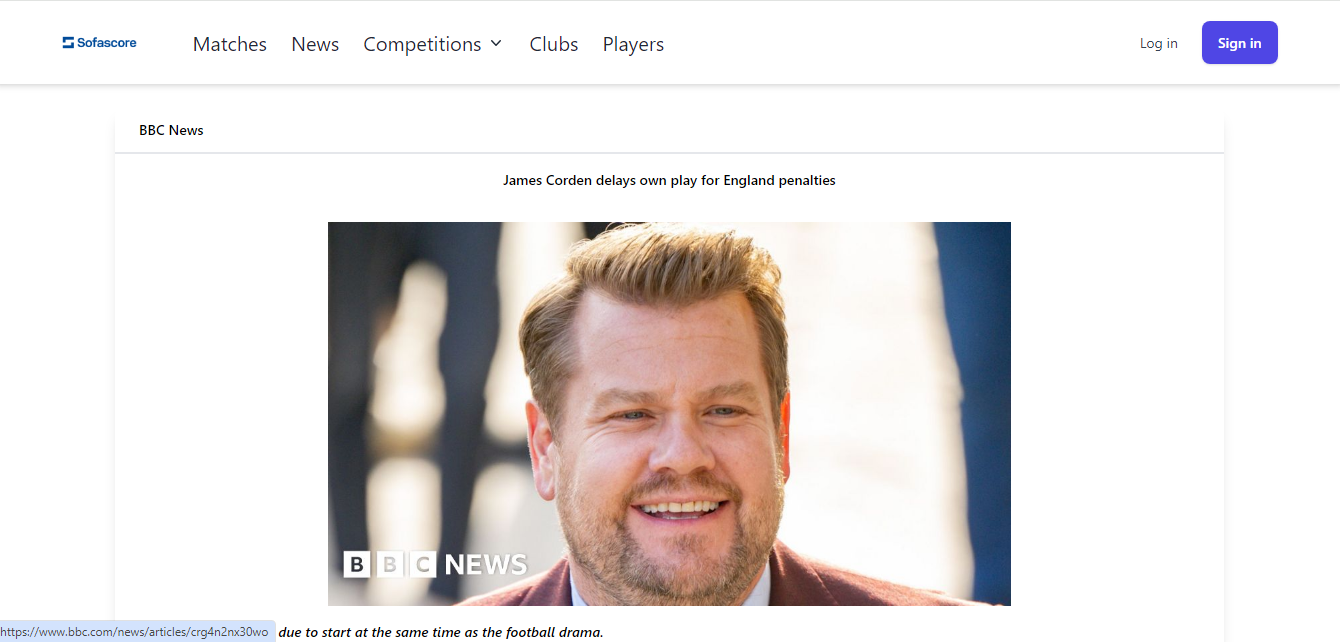 Sofascore
Matches News Competitions Clubs Players
Log in Sign in
BBC News
James Corden delays own play for England penalties
BBC NEWS
https://www.bbc.com/news/articles/crg4n2nx30wo due to start at the same time as the football drama.